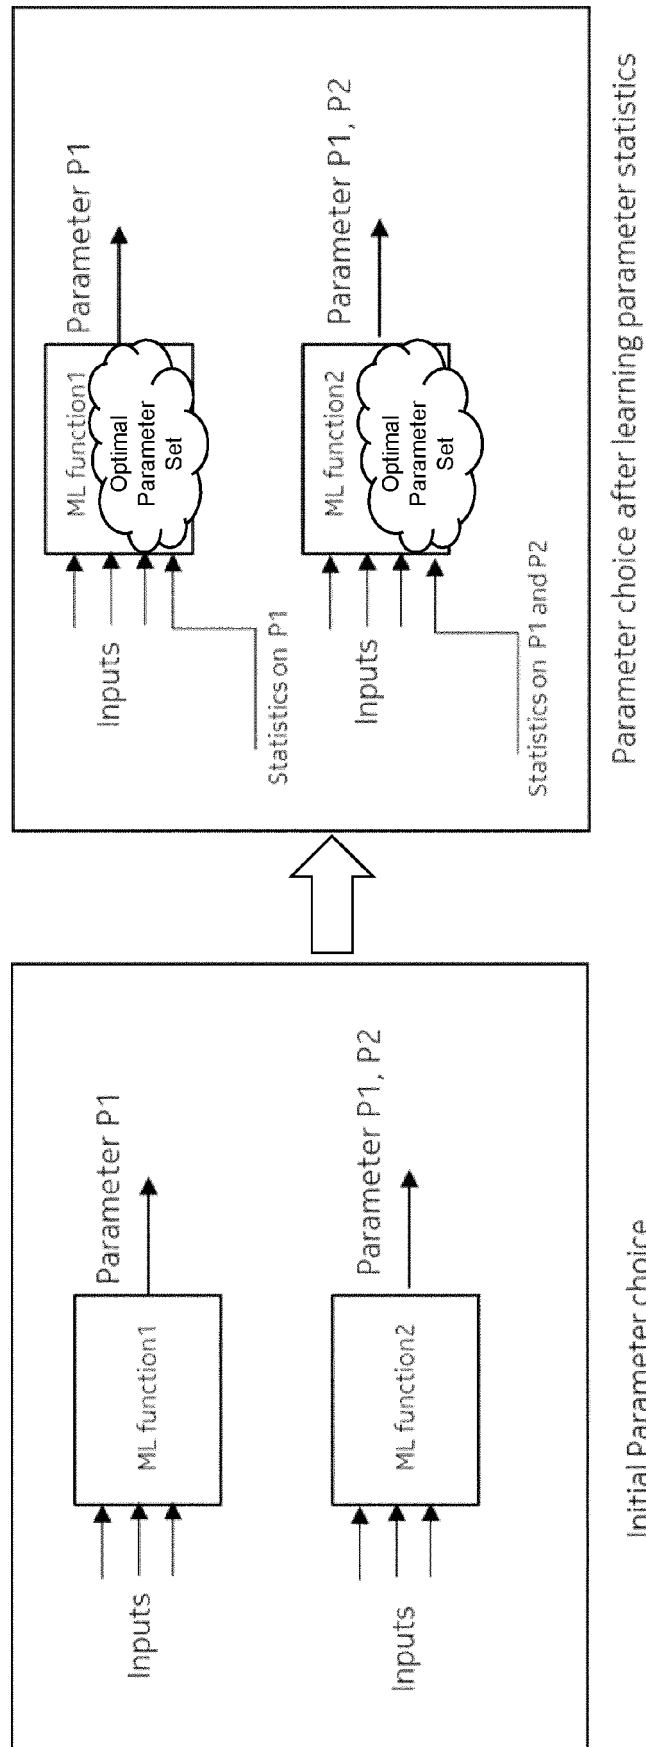 Inputs
ML function1
Parameter P1
Inputs
ML function2
Parameter P1, P2
Initial Parameter choice
Inputs
Statistics on P1
ML function1
Optimal
Parameter
Set
Parameter P1
Inputs
Statistics on P1 and P2
ML function2
Optimal
Parameter
Set
Parameter P1, P2
Parameter choice after learning parameter statistics